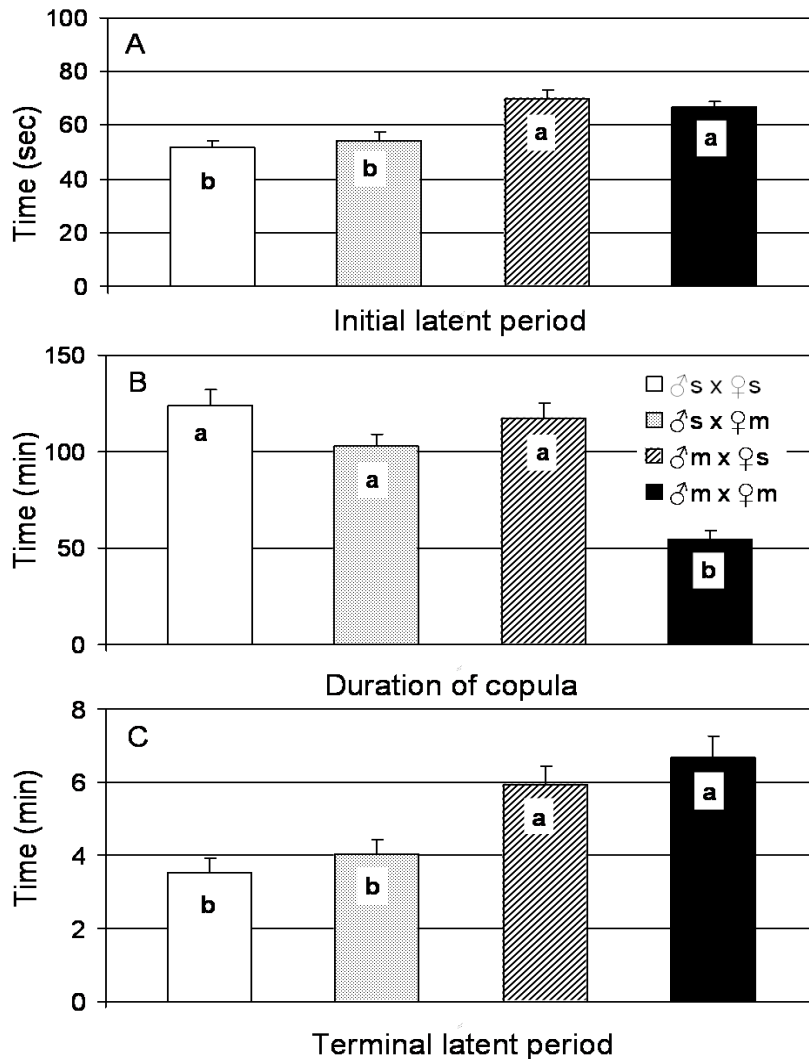 A
100
80
60
40
20
0
Time (sec)
b
b
a
a
Initial latent period
B
150
100
50
0
Time (min)
a
a
a
b
♂s x ♀s
♂s x ♀m
♂m x ♀s
♂m x ♀m
Duration of copula
C
8
6
4
2
0
Time (min)
b
b
a
a
Terminal latent period